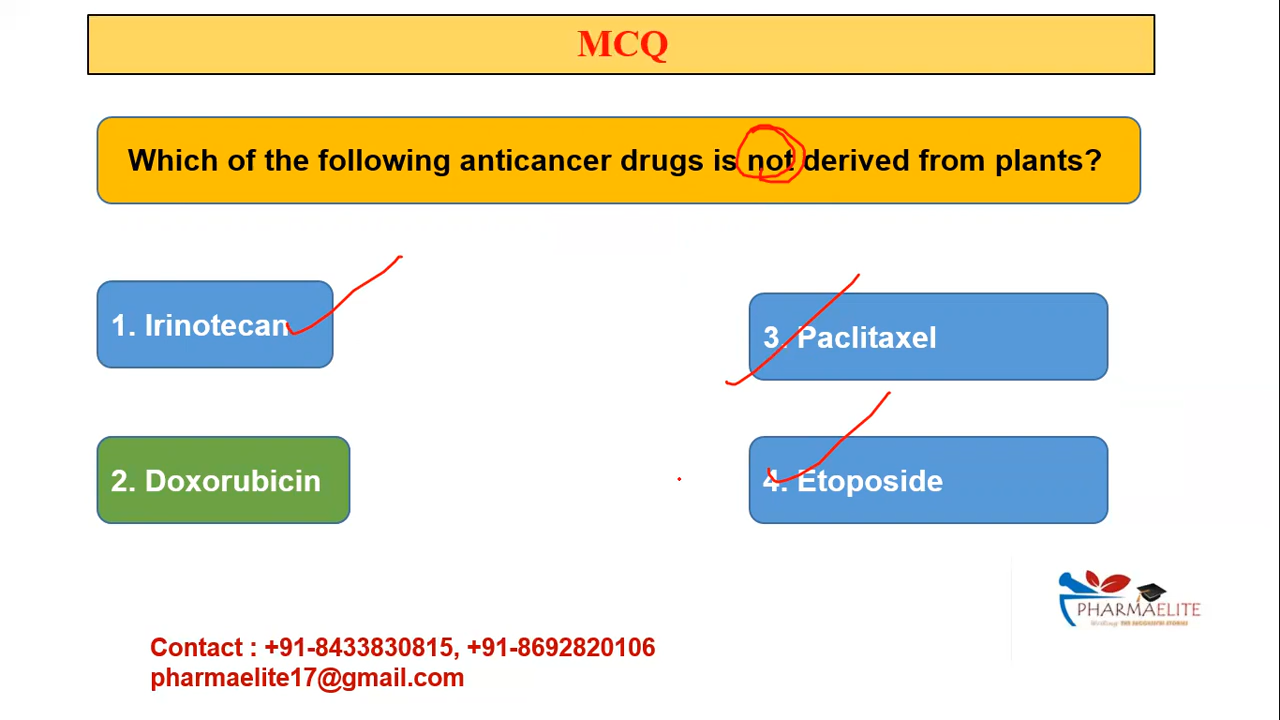 MCQ
Which of the following anticancer drugs is not derived from plants?
1. Irinotecan
3. Paclitaxel
2. Doxorubicin
4. Etoposide
PHARMAELITE
Contact : +91-8433830815, +91-8692820106
pharmaelite17@gmail.com